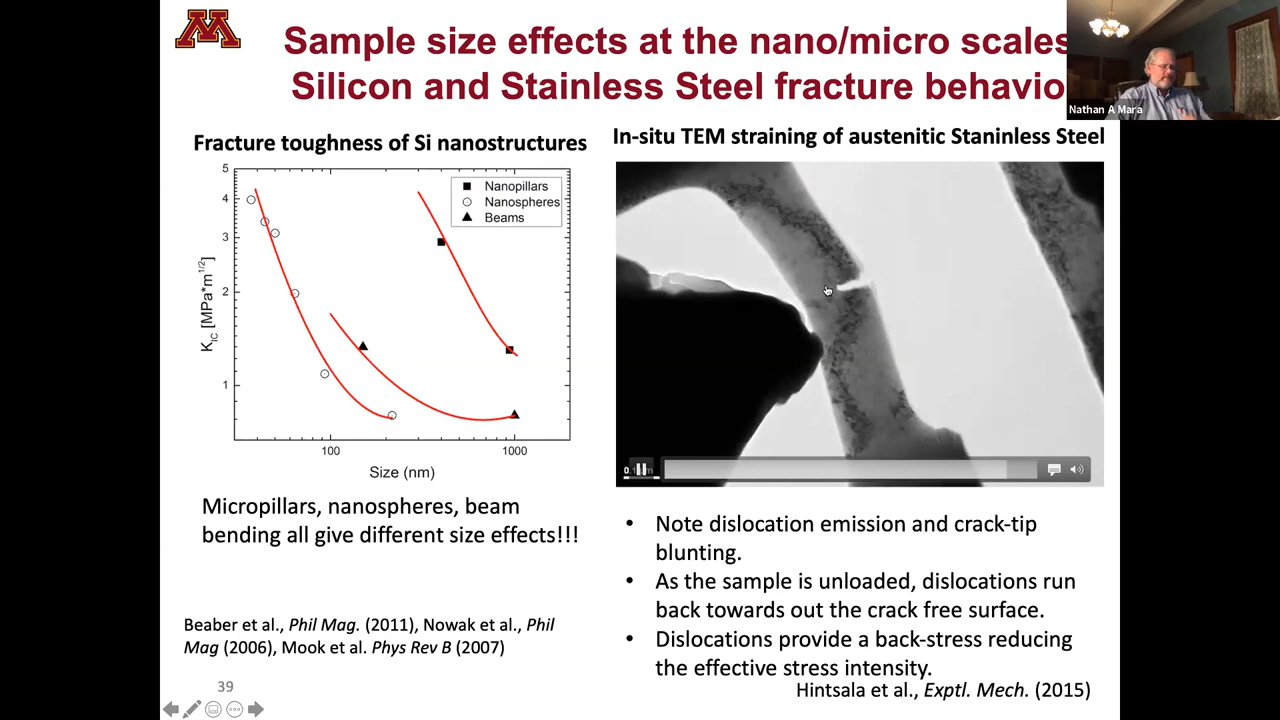 M
Sample size effects at the nano/micro scales
Silicon and Stainless Steel fracture behavio
Nathan A Mara
Fracture toughness of Si nanostructures
5
4
3
2
1
K_IC [MPa*m^1/2]
Nanopillars
Nanospheres
Beams
100
1000
Size (nm)
Micropillars, nanospheres, beam
bending all give different size effects!!!
Beaber et al., Phil Mag. (2011), Nowak et al., Phil
Mag (2006), Mook et al. Phys Rev B (2007)
39
In-situ TEM straining of austenitic Staninless Steel
• Note dislocation emission and crack-tip
blunting.
• As the sample is unloaded, dislocations run
back towards out the crack free surface.
• Dislocations provide a back-stress reducing
the effective stress intensity.
Hintsala et al., Exptl. Mech. (2015)